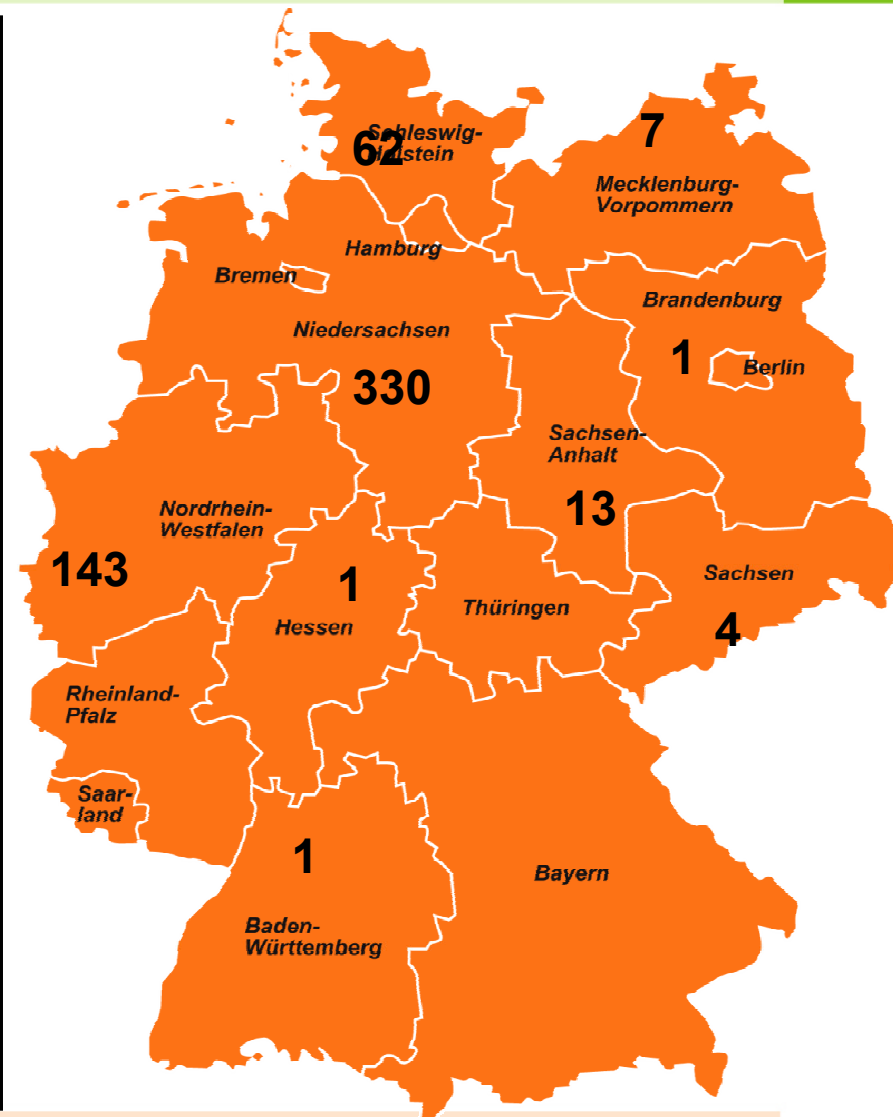 7
62
Schleswig-
Holstein
Mecklenburg-
Vorpommern
Hamburg
Bremen
Brandenburg
Niedersachsen
1
Berlin
330
Sachsen-
Anhalt
13
Nordrhein-
Westfalen
143
1
Hessen
Thüringen
Sachsen
4
Rheinland-
Pfalz
Saar-
land
1
Bayern
Baden-
Württemberg